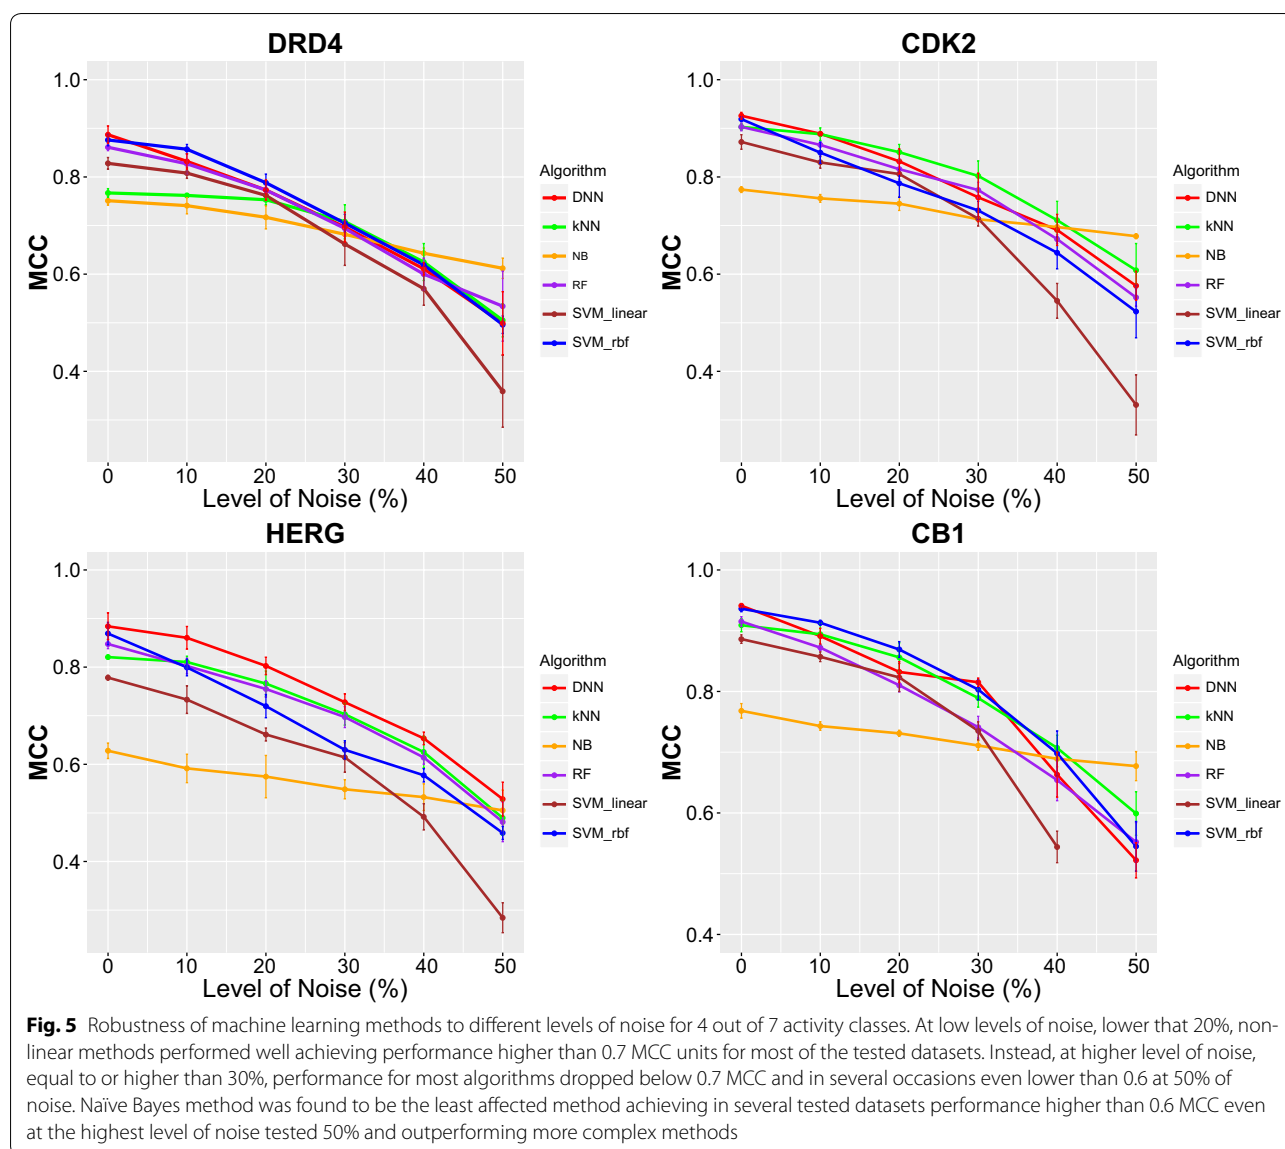 DRD4
1.0
0.8
0.6
0.4
MCC
0 10 20 30 40 50
Level of Noise (%)
Algorithm
DNN
kNN
NB
RF
SVM_linear
SVM_rbf
CDK2
1.0
0.8
0.6
0.4
MCC
0 10 20 30 40 50
Level of Noise (%)
Algorithm
DNN
kNN
NB
RF
SVM_linear
SVM_rbf
HERG
1.0
0.8
0.6
0.4
MCC
0 10 20 30 40 50
Level of Noise (%)
Algorithm
DNN
kNN
NB
RF
SVM_linear
SVM_rbf
CB1
1.0
0.8
0.6
0.4
MCC
0 10 20 30 40 50
Level of Noise (%)
Algorithm
DNN
kNN
NB
RF
SVM_linear
SVM_rbf
Fig. 5 Robustness of machine learning methods to different levels of noise for 4 out of 7 activity classes. At low levels of noise, lower that 20%, non-
linear methods performed well achieving performance higher than 0.7 MCC units for most of the tested datasets. Instead, at higher level of noise,
equal to or higher than 30%, performance for most algorithms dropped below 0.7 MCC and in several occasions even lower than 0.6 at 50% of
noise. Naïve Bayes method was found to be the least affected method achieving in several tested datasets performance higher than 0.6 MCC even
at the highest level of noise tested 50% and outperforming more complex methods